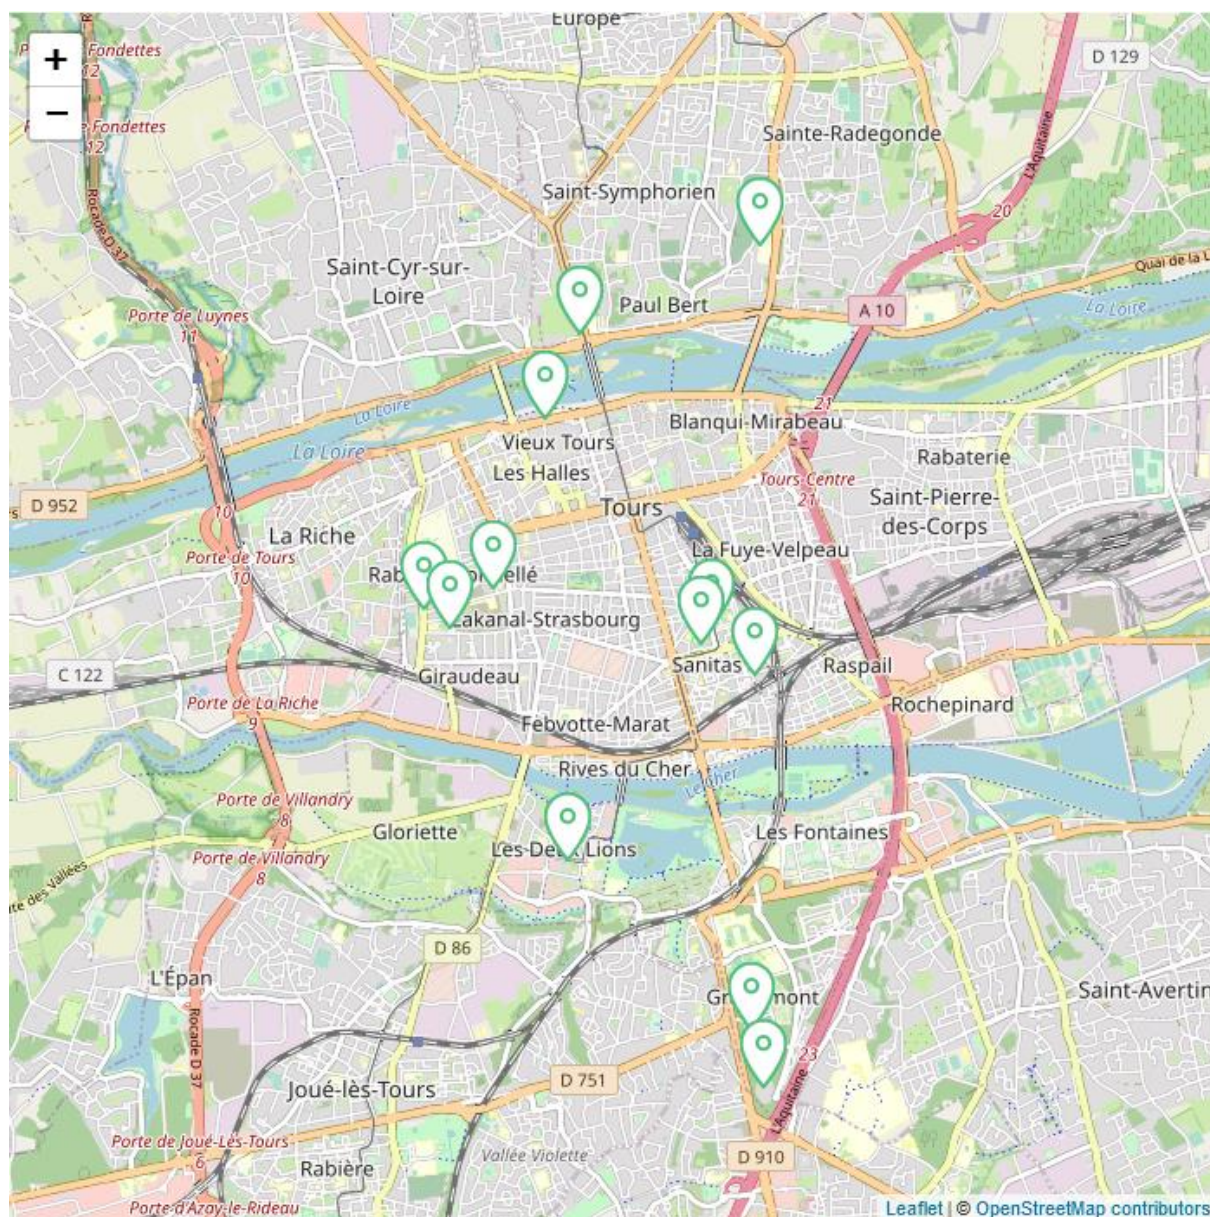 Europe
+
Fondettes
12
D 129
−
Fondettes
12
Sainte-Radegonde
L'Aquitaine
Saint-Symphorien
20
Rocade D 37
Quai de la L
Saint-Cyr-sur-
Loire
Paul Bert
La Loire
A 10
Porte de Luynes
11
La Loire
21
Blanqui-Mirabeau
Vieux Tours
La Loire
Rabaterie
Les Halles
Tours Centre
21
D 952
Saint-Pierre-
des-Corps
10
Tours
La Riche
La Fuye-Velpeau
Porte de Tours
10
Lakanal-Strasbourg
Sanitas
Raspail
C 122
Giraudeau
Porte de La Riche
9
Rochepinard
Febvotte-Marat
Rives du Cher
Le Cher
Porte de Villandry
8
Gloriette
Les Fontaines
Les Deux Lions
Porte de Villandry
8
te des Vallées
D 86
L'Épan
Saint-Avertin
Rocade D 37
23
L'Aquitaine
D 751
Joué-lès-Tours
Porte de Joué-Lès-Tours
6
Vallée Violette
D 910
Rabière
Porte d'Azay-le-Rideau
Leaflet | © OpenStreetMap contributors